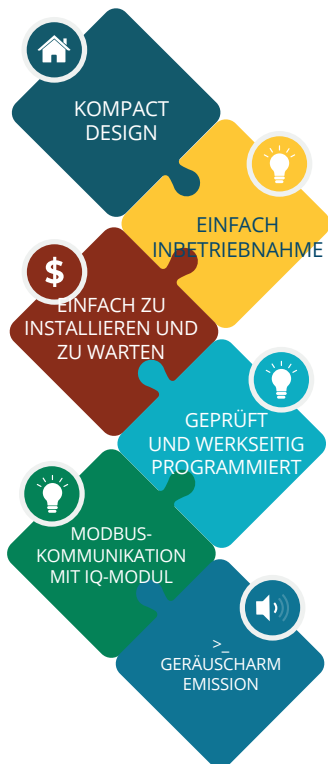 KOMPACT
DESIGN
EINFACH
INBETRIEBNAHME
$
EINFACH ZU
INSTALLIEREN UND
ZU WARTEN
GEPRÜFT
UND WERKSEITIG
PROGRAMMIERT
MODBUS-
KOMMUNIKATION
MIT IQ-MODUL
>_
GERÄUSCHARM
EMISSION